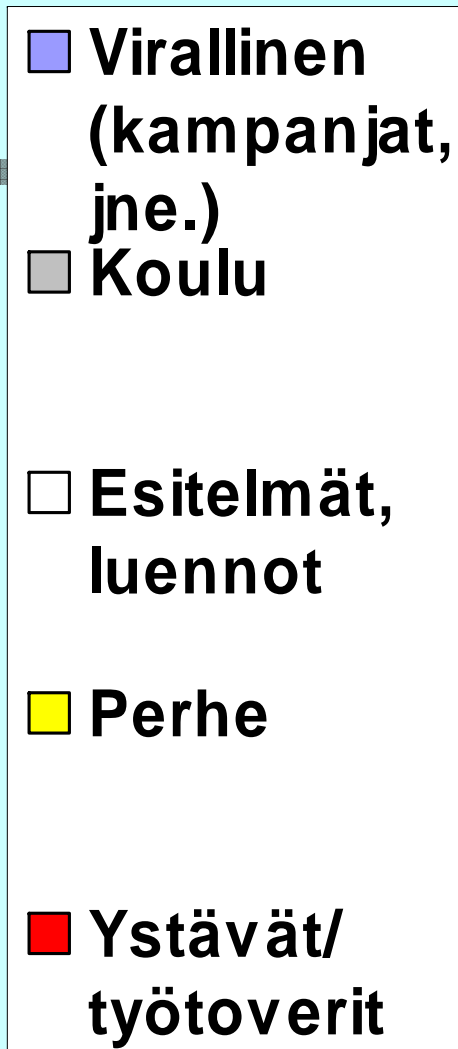 Virallinen
(kampanjat,
jne.)
Koulu
Esitelmät,
luennot
Perhe
Ystävät/
työtoverit